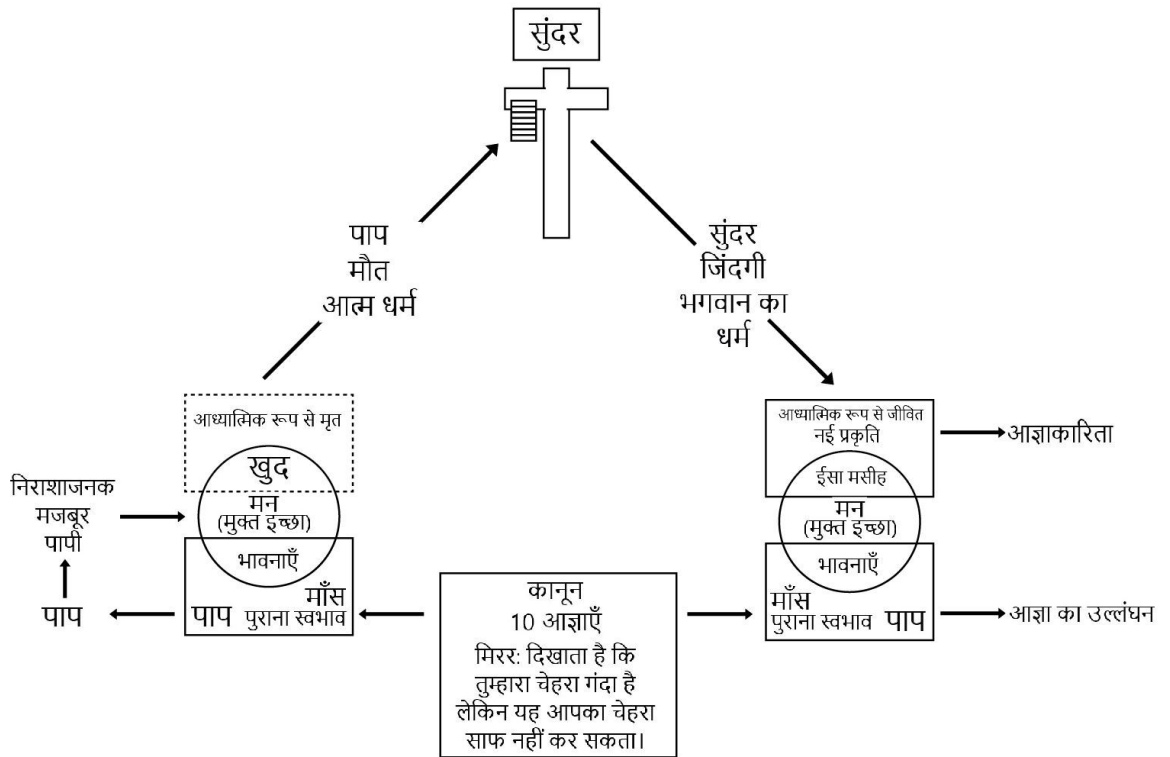 सुंदर
पाप
मौत
आत्म धर्म
सुंदर
जिंदगी
भगवान का
धर्म
आध्यात्मिक रूप से मृत
खुद
मन
(मुक्त इच्छा)
भावनाएँ
माँस
पाप पुराना स्वभाव
निराशाजनक
मजबूर
पापी
पाप
कानून
10 आज्ञाएँ
मिरर: दिखाता है कि
तुम्हारा चेहरा गंदा है
लेकिन यह आपका चेहरा
साफ नहीं कर सकता।
आध्यात्मिक रूप से जीवित
नई प्रकृति
ईसा मसीह
मन
(मुक्त इच्छा)
भावनाएँ
माँस
पुराना स्वभाव पाप
आज्ञाकारिता
आज्ञा का उल्लंघन